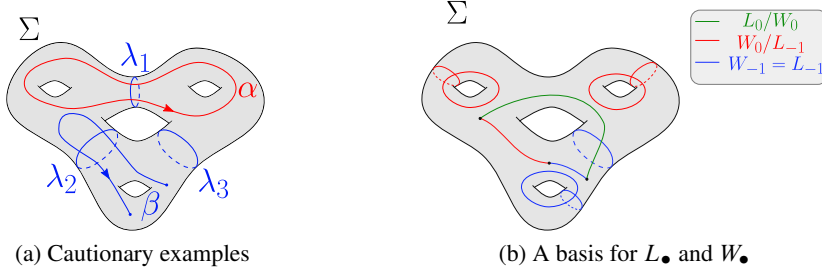 Σ
λ₁
α
λ₂
β
λ₃
(a) Cautionary examples
Σ
L₀/W₀
W₀/L₋₁
W₋₁ = L₋₁
(b) A basis for L• and W•